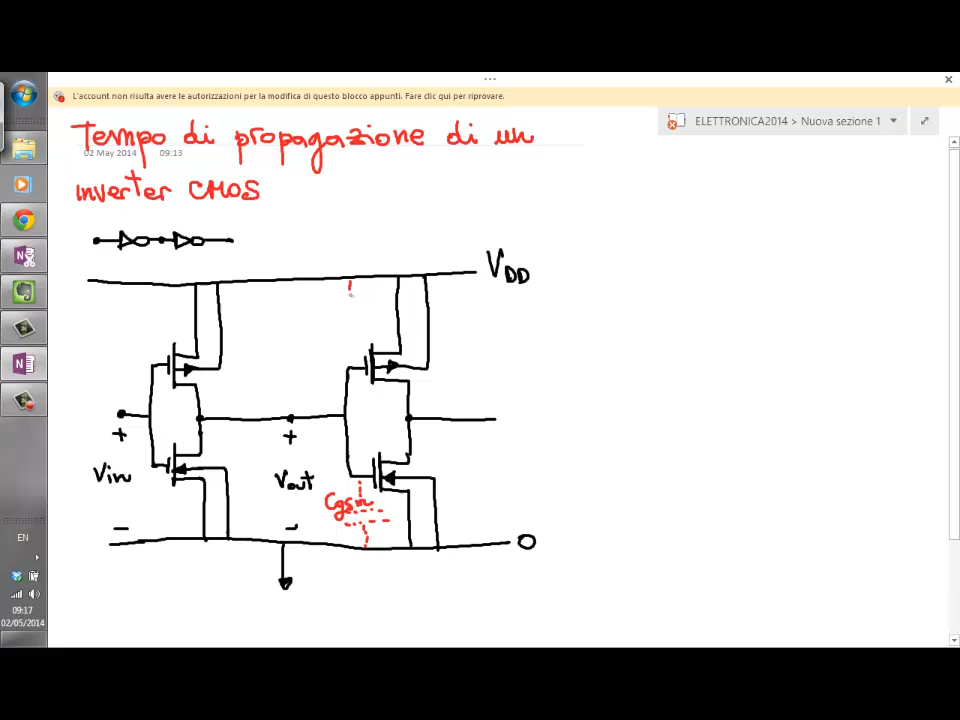 L'account non risulta avere le autorizzazioni per la modifica di questo blocco appunti. Fare clic qui per riprovare.
ELETTRONICA2014 > Nuova sezione 1
Tempo di propagazione di un
02 May 2014 09:13
inverter CMOS
VDD
+ +
Vin Vout
Cgsn
- -
0
EN
09:17
02/05/2014